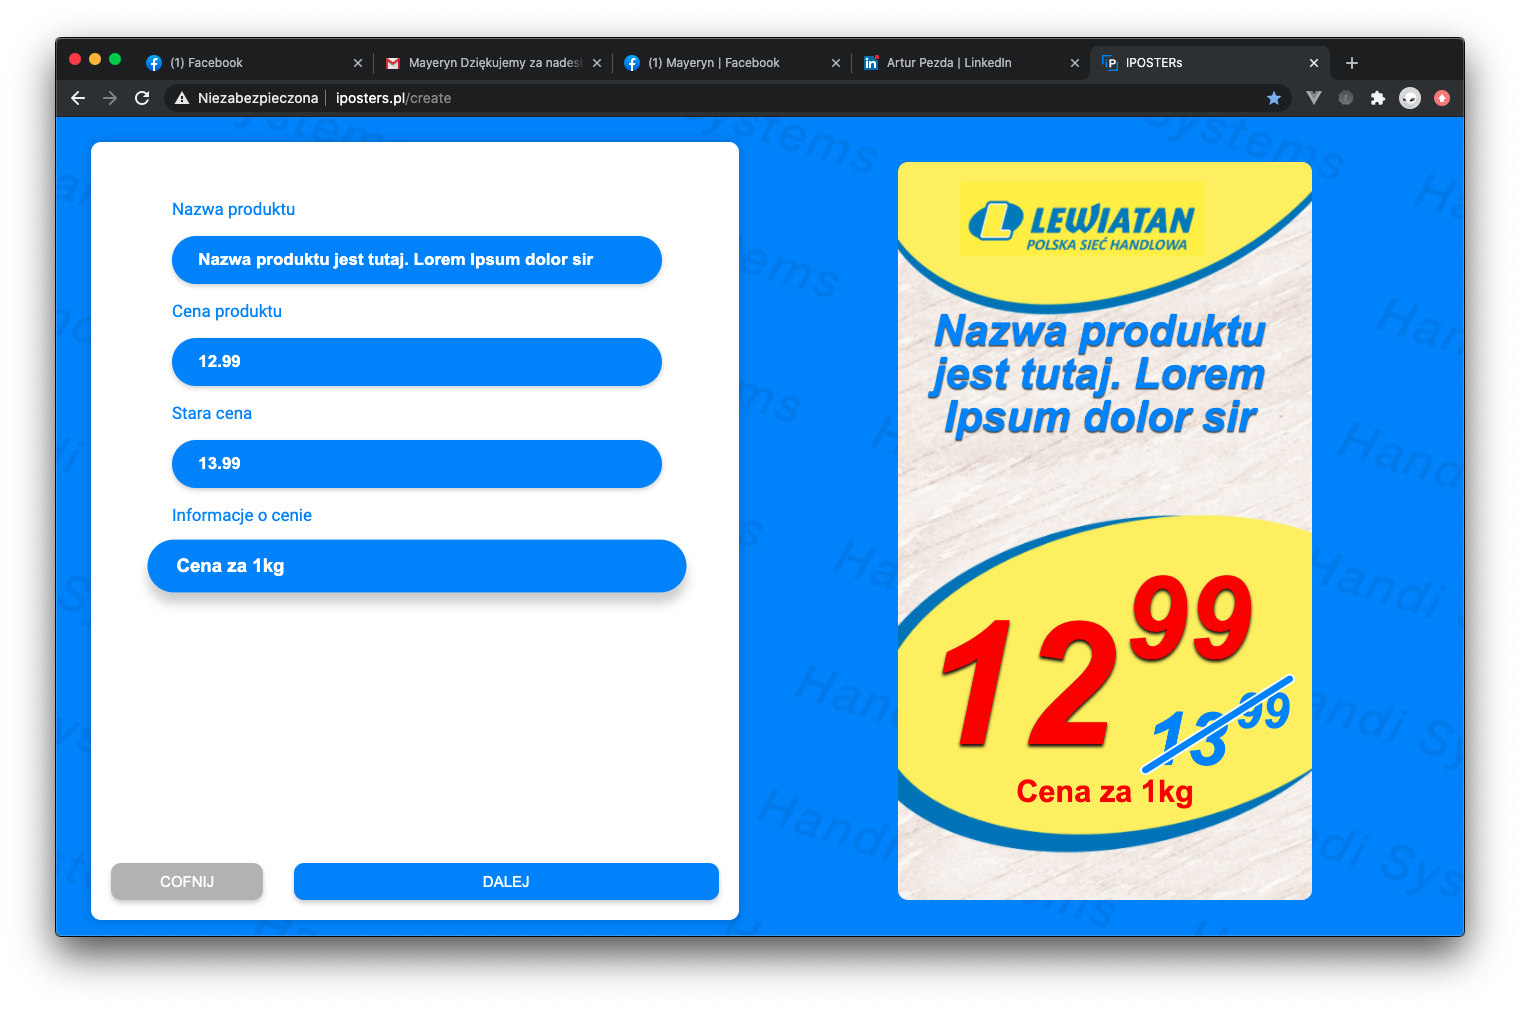 (1) Facebook
Mayeryn Dziękujemy za nades
(1) Mayeryn | Facebook
Artur Pezda | LinkedIn
IPOSTERs
Niezabezpieczona
iposters.pl/create
Nazwa produktu
Nazwa produktu jest tutaj. Lorem Ipsum dolor sir
Cena produktu
12.99
Stara cena
13.99
Informacje o cenie
Cena za 1kg
COFNIJ
DALEJ
LEWIATAN
POLSKA SIEĆ HANDLOWA
Nazwa produktu
jest tutaj. Lorem
Ipsum dolor sir
12 99
13 99
Cena za 1kg
Handi Systems